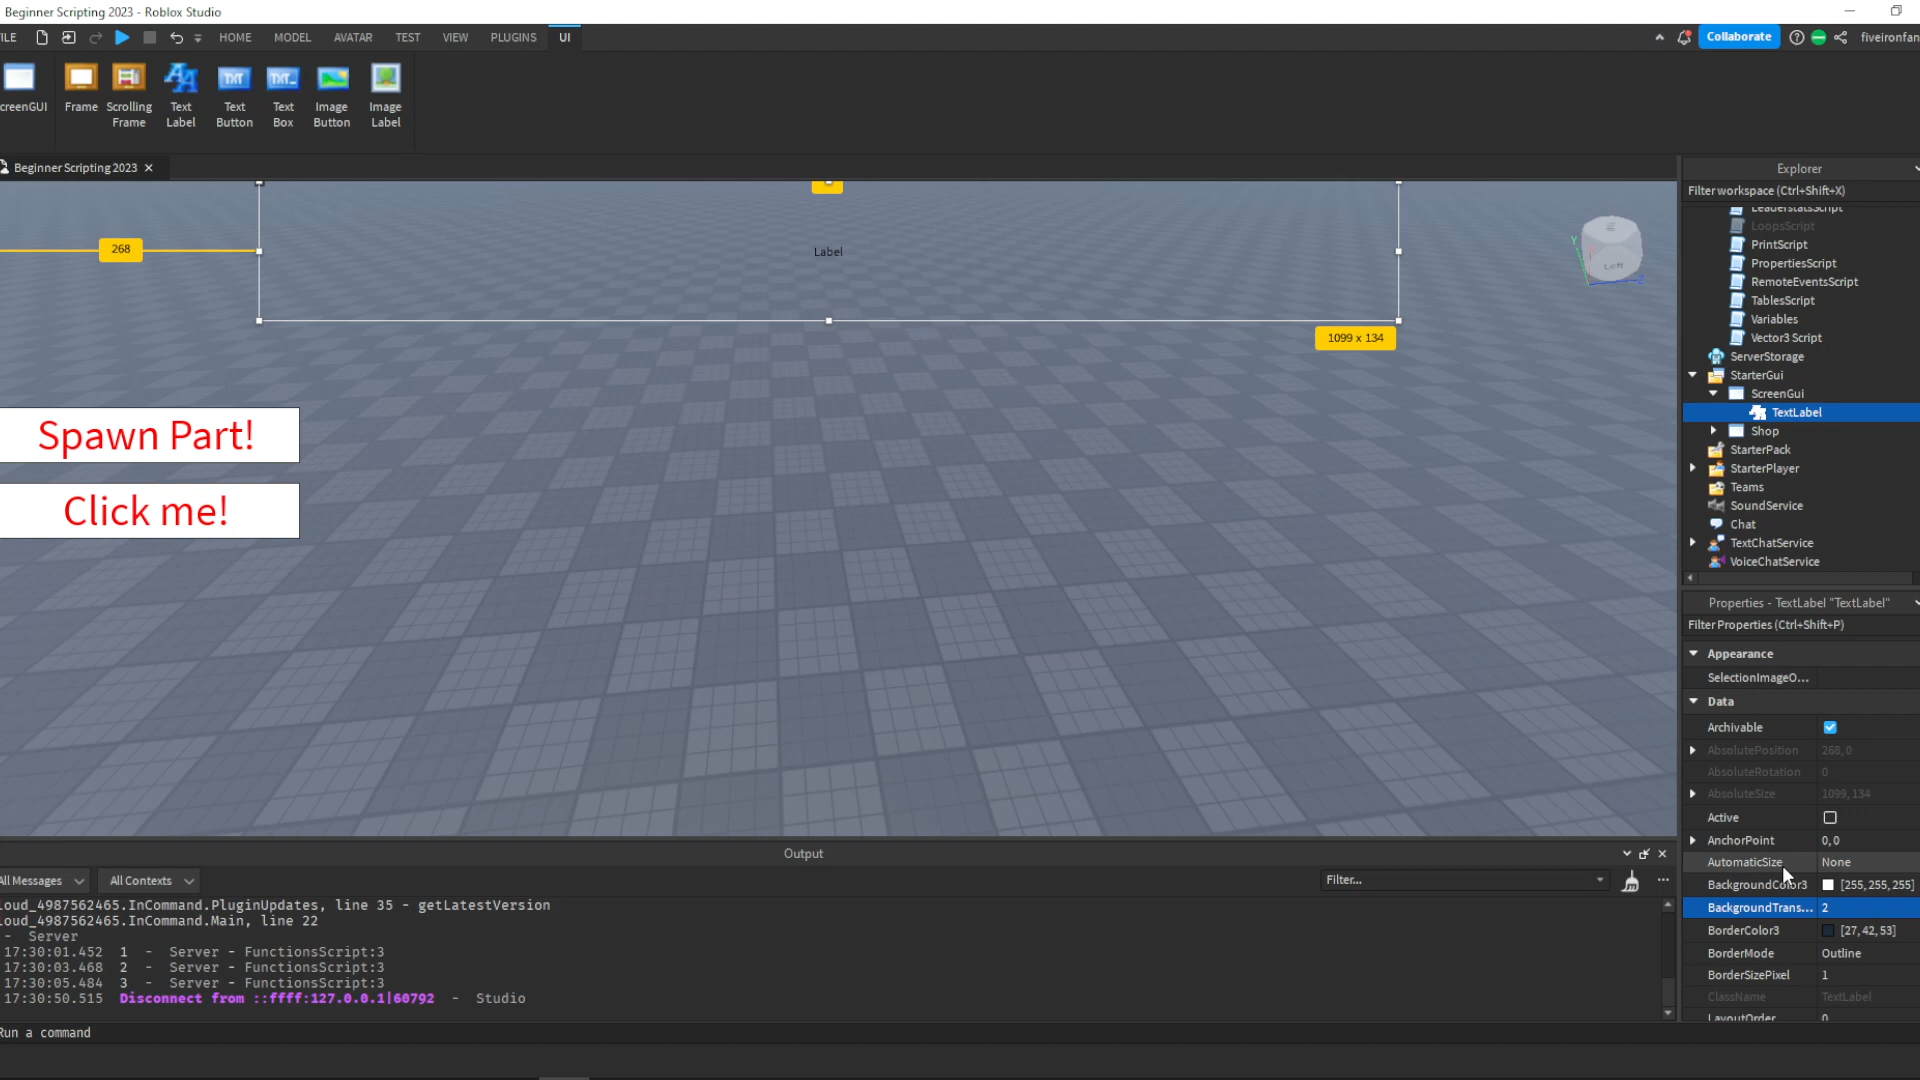 Beginner Scripting 2023 - Roblox Studio
ILE
HOME
MODEL
AVATAR
TEST
VIEW
PLUGINS
UI
Collaborate
fiveironfan
creenGUI
Frame
Scrolling
Frame
Text
Label
Text
Button
Text
Box
Image
Button
Image
Label
Beginner Scripting 2023
268
Label
1099 x 134
Left
Y
Z
Spawn Part!
Click me!
Explorer
Filter workspace (Ctrl+Shift+X)
LeaderstatsScript
LoopsScript
PrintScript
PropertiesScript
RemoteEventsScript
TablesScript
Variables
Vector3 Script
ServerStorage
StarterGui
ScreenGui
TextLabel
Shop
StarterPack
StarterPlayer
Teams
SoundService
Chat
TextChatService
VoiceChatService
Properties - TextLabel "TextLabel"
Filter Properties (Ctrl+Shift+P)
Appearance
SelectionImageO...
Data
Archivable
AbsolutePosition 268, 0
AbsoluteRotation 0
AbsoluteSize 1099, 134
Active
AnchorPoint 0, 0
AutomaticSize None
BackgroundColor3 [255, 255, 255]
BackgroundTrans... 2
BorderColor3 [27, 42, 53]
BorderMode Outline
BorderSizePixel 1
ClassName TextLabel
LayoutOrder 0
Output
All Messages
All Contexts
Filter...
loud_4987562465.InCommand.PluginUpdates, line 35 - getLatestVersion
loud_4987562465.InCommand.Main, line 22
- Server
17:30:01.452 1 - Server - FunctionsScript:3
17:30:03.468 2 - Server - FunctionsScript:3
17:30:05.484 3 - Server - FunctionsScript:3
17:30:50.515 Disconnect from ::ffff:127.0.0.1|60792 - Studio
Run a command